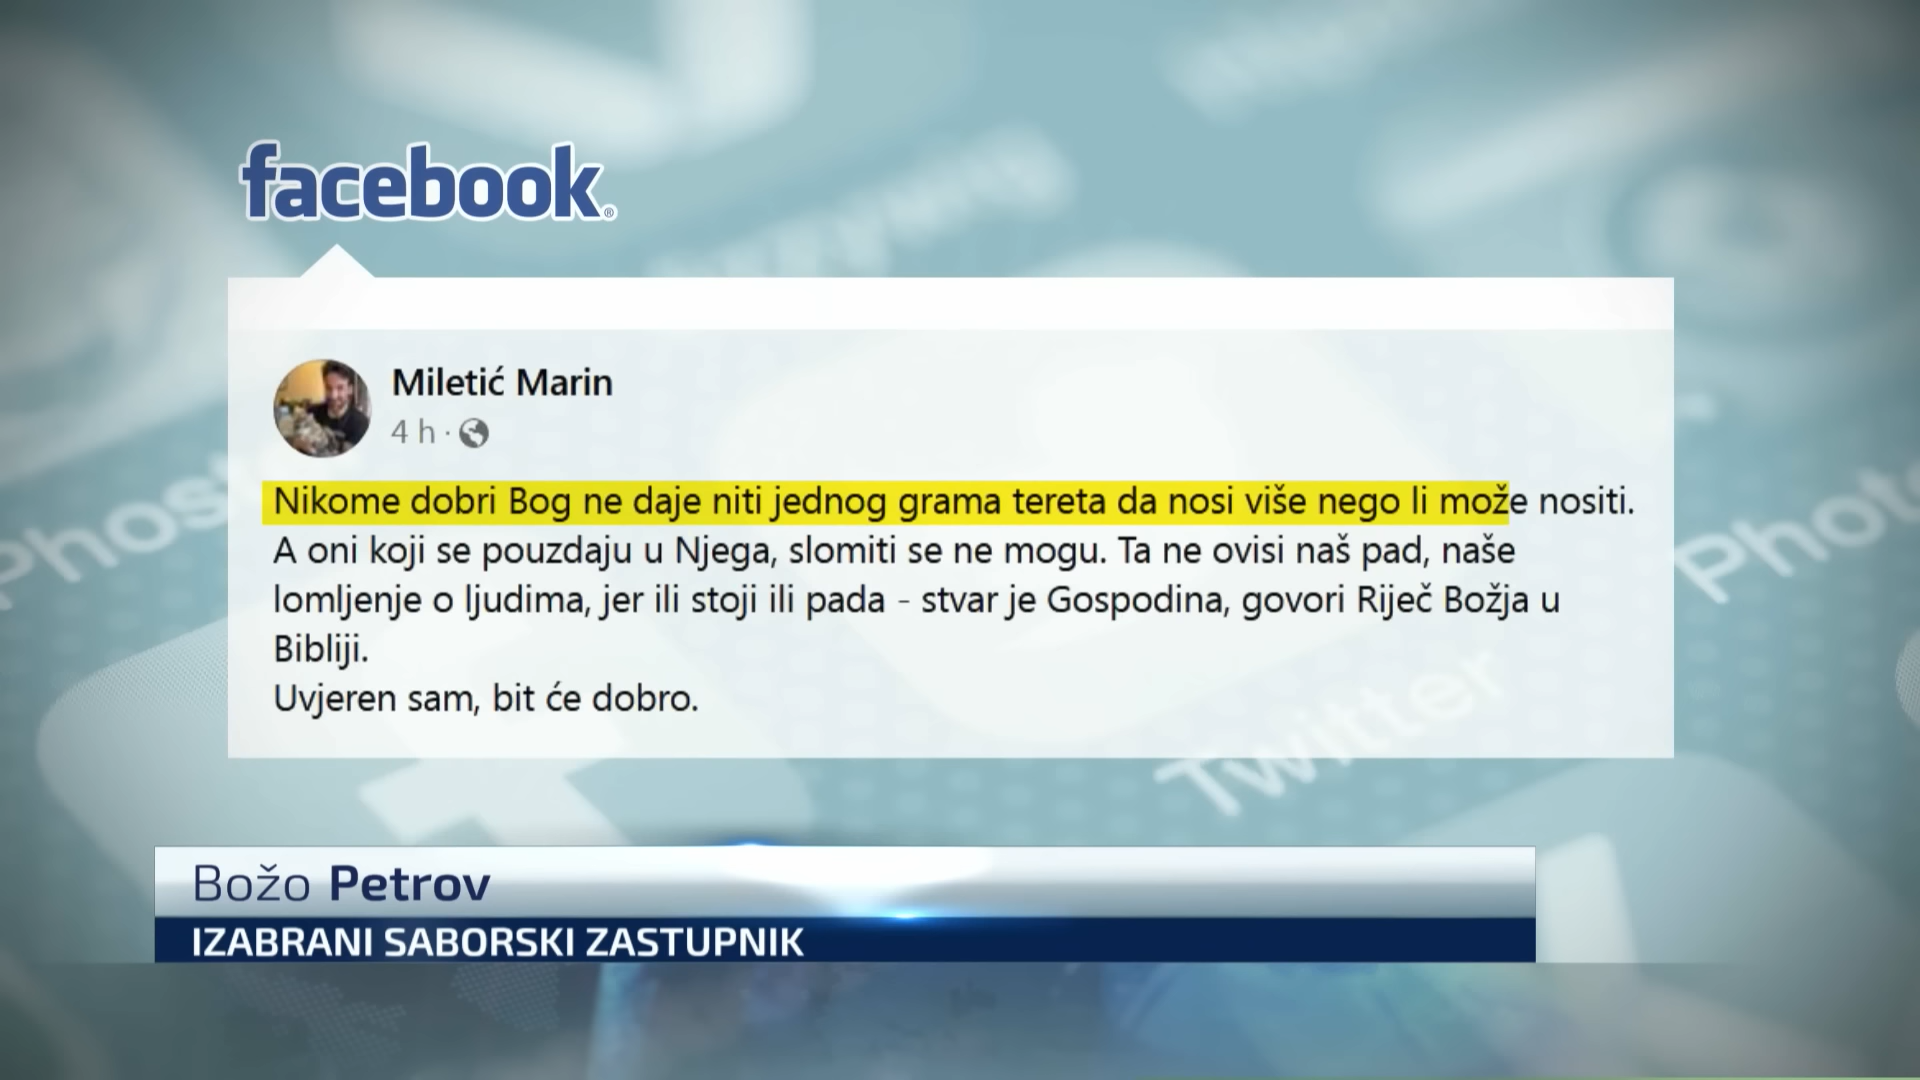 facebook®
Miletić Marin
4 h ·
Nikome dobri Bog ne daje niti jednog grama tereta da nosi više nego li može nositi.
A oni koji se pouzdaju u Njega, slomiti se ne mogu. Ta ne ovisi naš pad, naše
lomljenje o ljudima, jer ili stoji ili pada - stvar je Gospodina, govori Riječ Božja u
Bibliji.
Uvjeren sam, bit će dobro.
Phos
Photo
Twitter
Božo Petrov
IZABRANI SABORSKI ZASTUPNIK